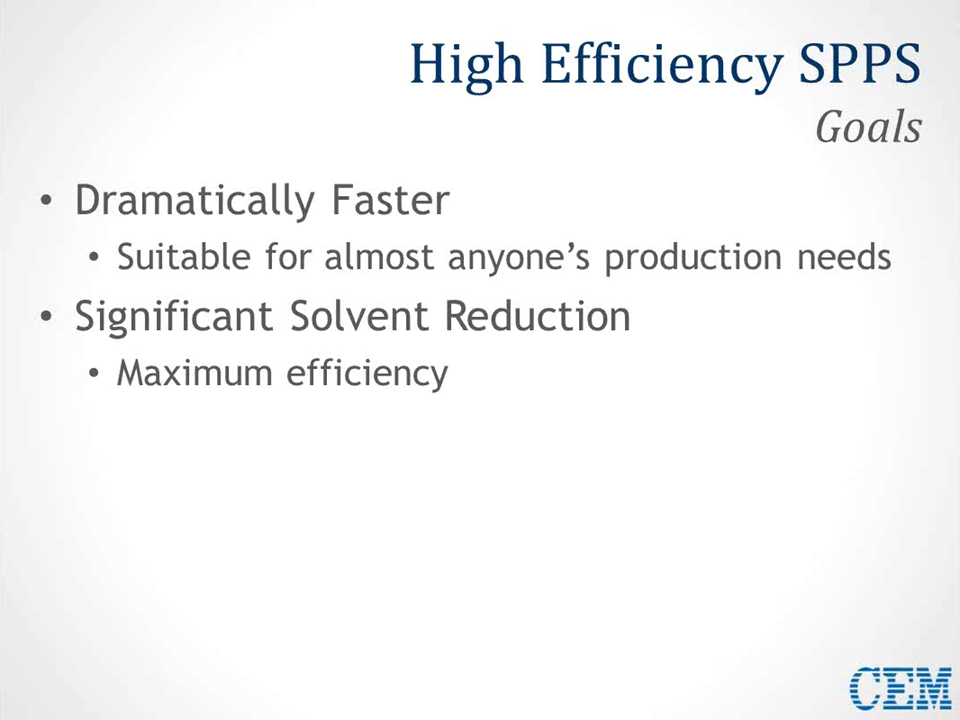 High Efficiency SPPS
Goals
• Dramatically Faster
• Suitable for almost anyone’s production needs
• Significant Solvent Reduction
• Maximum efficiency
CEM